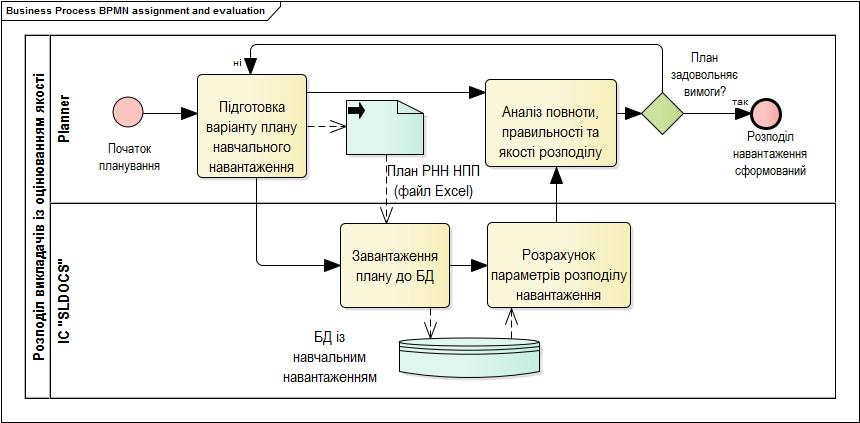 Business Process BPMN assignment and evaluation
Розподіл викладачів із оцінюванням якості
Planner
ІС "SLDOCS"
Початок
планування
ні
Підготовка
варіанту плану
навчального
навантаження
План РНН НПП
(файл Excel)
Аналіз повноти,
правильності та
якості розподілу
План
задовольняє
вимоги?
так
Розподіл
навантаження
сформований
Завантаження
плану до БД
Розрахунок
параметрів розподілу
навантаження
БД із
навчальним
навантаженням